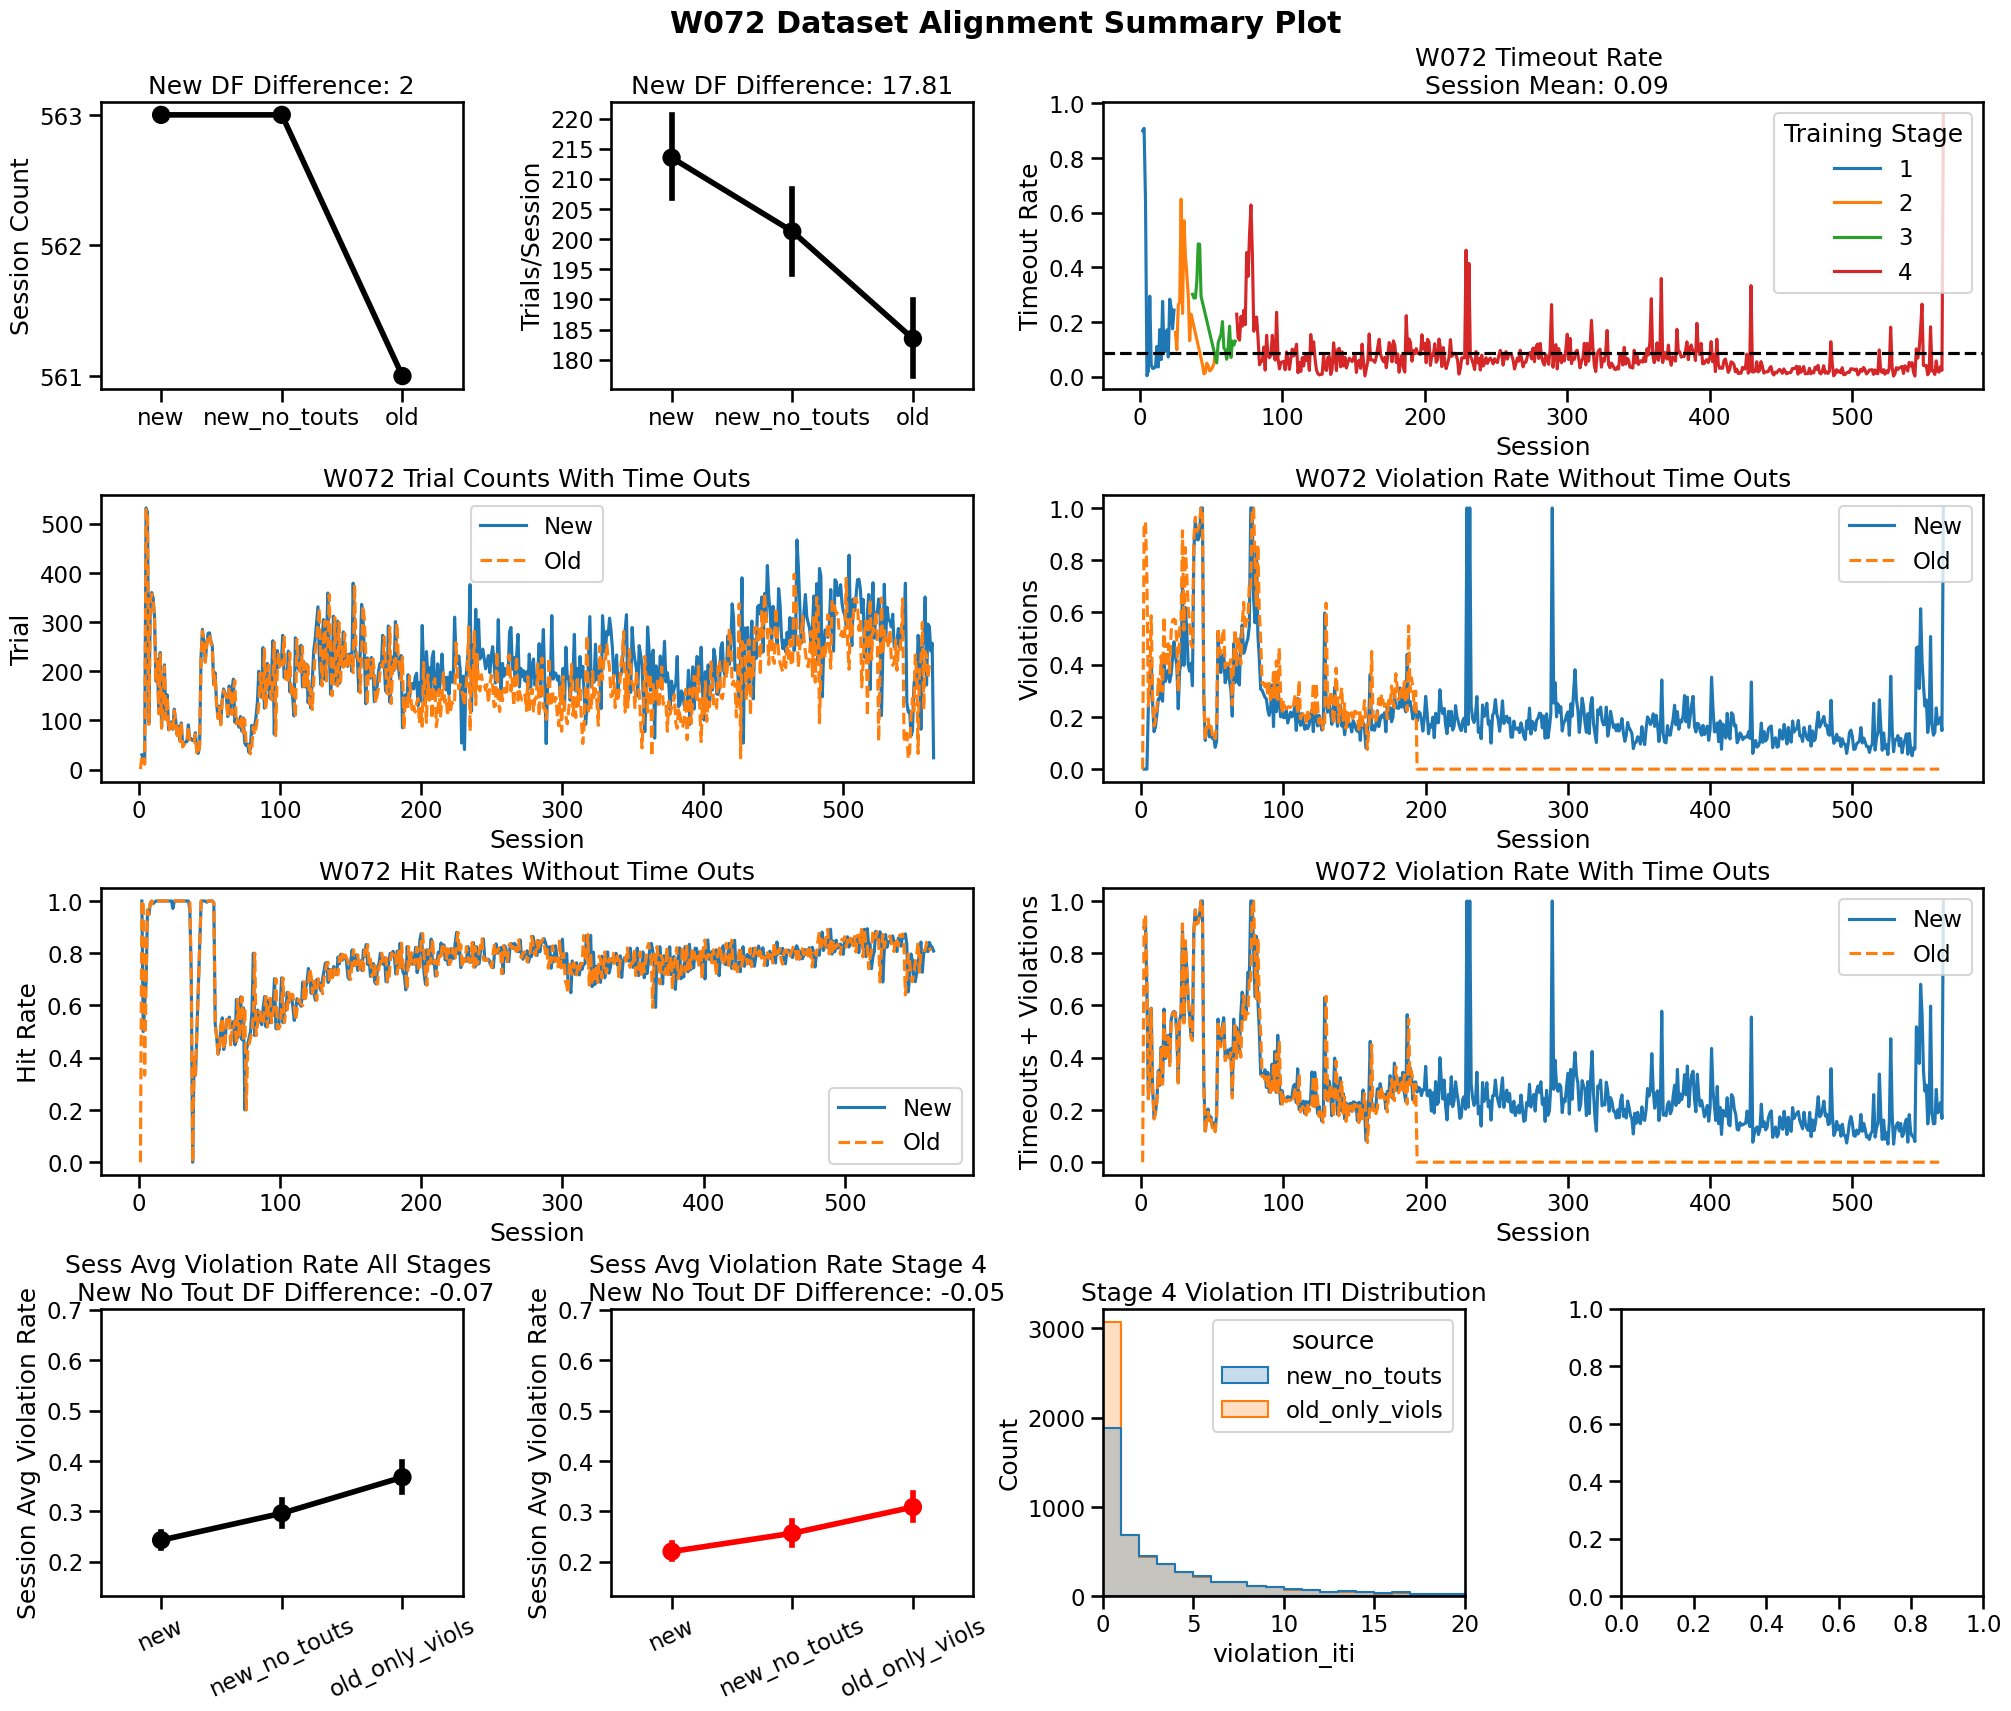 W072 Dataset Alignment Summary Plot
New DF Difference: 2
Session Count
563
562
561
new new_no_touts old
New DF Difference: 17.81
Trials/Session
220
215
210
205
200
195
190
185
180
new new_no_touts old
W072 Timeout Rate
Session Mean: 0.09
Timeout Rate
1.0
0.8
0.6
0.4
0.2
0.0
Training Stage
1
2
3
4
0 100 200 300 400 500
Session
W072 Trial Counts With Time Outs
Trial
500
400
300
200
100
0
New
Old
0 100 200 300 400 500
Session
W072 Violation Rate Without Time Outs
Violations
1.0
0.8
0.6
0.4
0.2
0.0
New
Old
0 100 200 300 400 500
Session
W072 Hit Rates Without Time Outs
Hit Rate
1.0
0.8
0.6
0.4
0.2
0.0
New
Old
0 100 200 300 400 500
Session
W072 Violation Rate With Time Outs
Timeouts + Violations
1.0
0.8
0.6
0.4
0.2
0.0
New
Old
0 100 200 300 400 500
Session
Sess Avg Violation Rate All Stages
New No Tout DF Difference: -0.07
Session Avg Violation Rate
0.7
0.6
0.5
0.4
0.3
0.2
new new_no_touts old_only_viols
Sess Avg Violation Rate Stage 4
New No Tout DF Difference: -0.05
Session Avg Violation Rate
0.7
0.6
0.5
0.4
0.3
0.2
new new_no_touts old_only_viols
Stage 4 Violation ITI Distribution
Count
3000
2000
1000
0
source
new_no_touts
old_only_viols
0 5 10 15 20
violation_iti
1.0
0.8
0.6
0.4
0.2
0.0
0.0 0.2 0.4 0.6 0.8 1.0